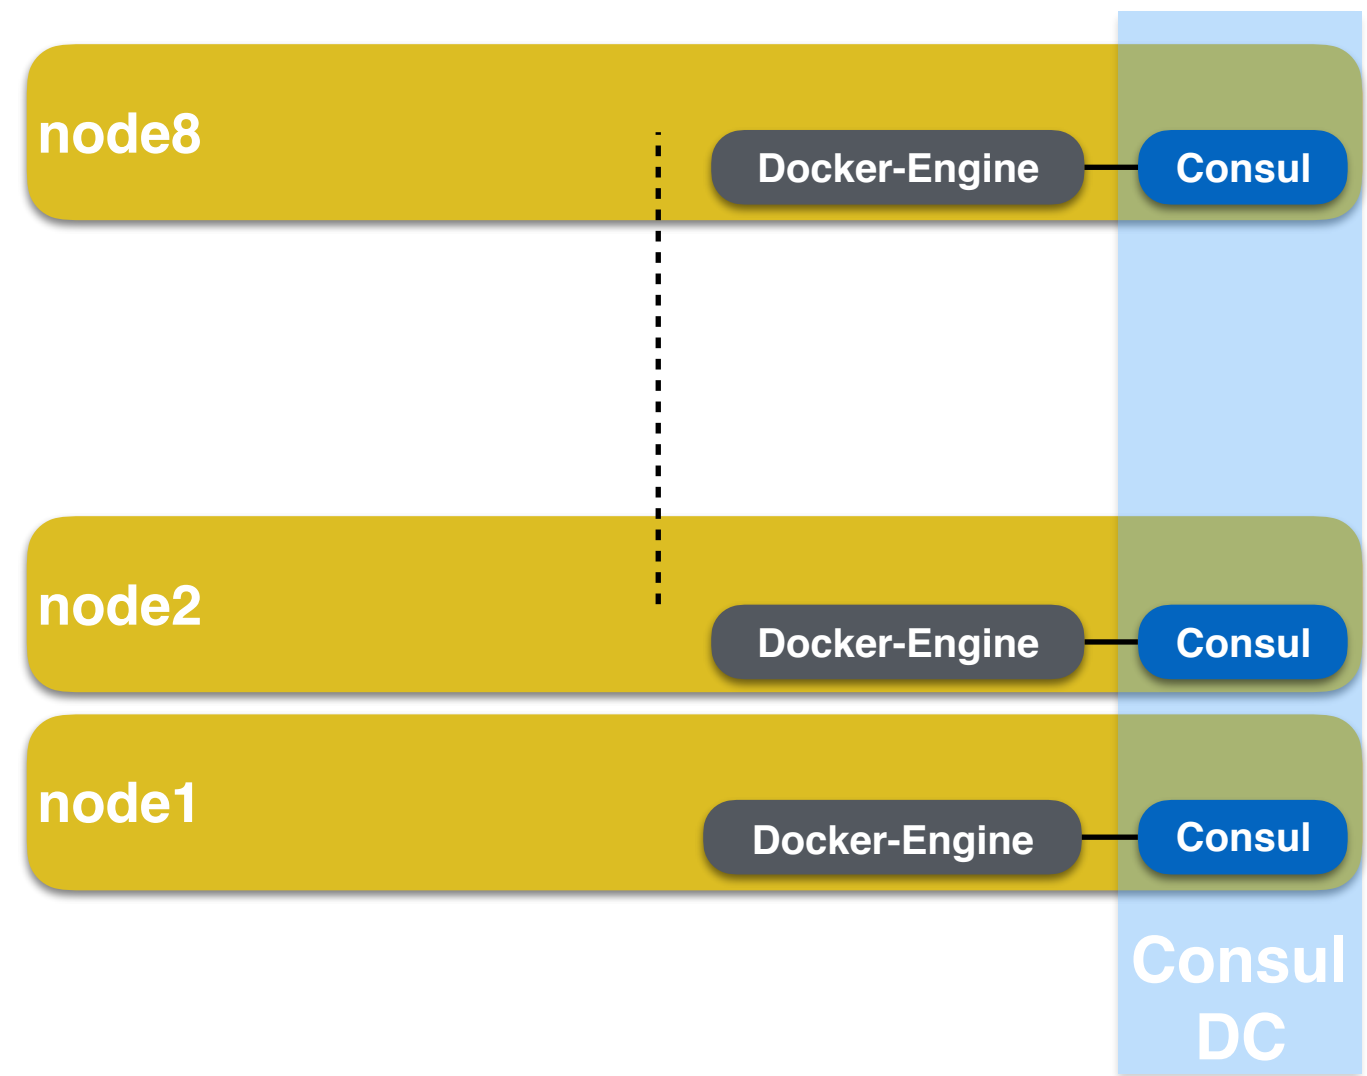 node8
Docker-Engine
Consul
node2
Docker-Engine
Consul
node1
Docker-Engine
Consul
Consul
DC